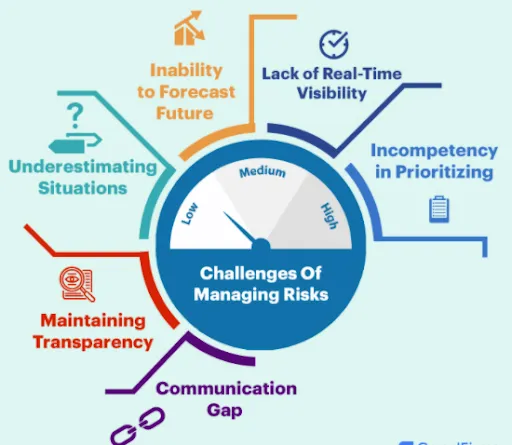 Inability
to Forecast
Future
Lack of Real-Time
Visibility
Underestimating
Situations
Incompetency
in Prioritizing
Low
Medium
High
Challenges Of
Managing Risks
Maintaining
Transparency
Communication
Gap